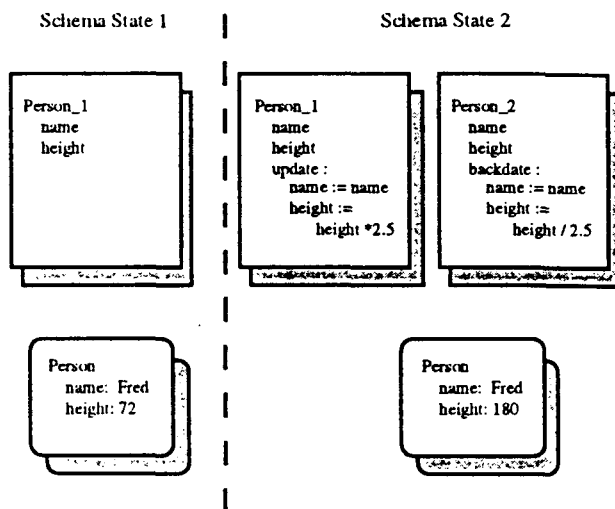 Schema State 1
Schema State 2
Person_1
name
height
Person_1
name
height
update :
name := name
height :=
height *2.5
Person_2
name
height
backdate :
name := name
height :=
height / 2.5
Person
name: Fred
height: 72
Person
name: Fred
height: 180